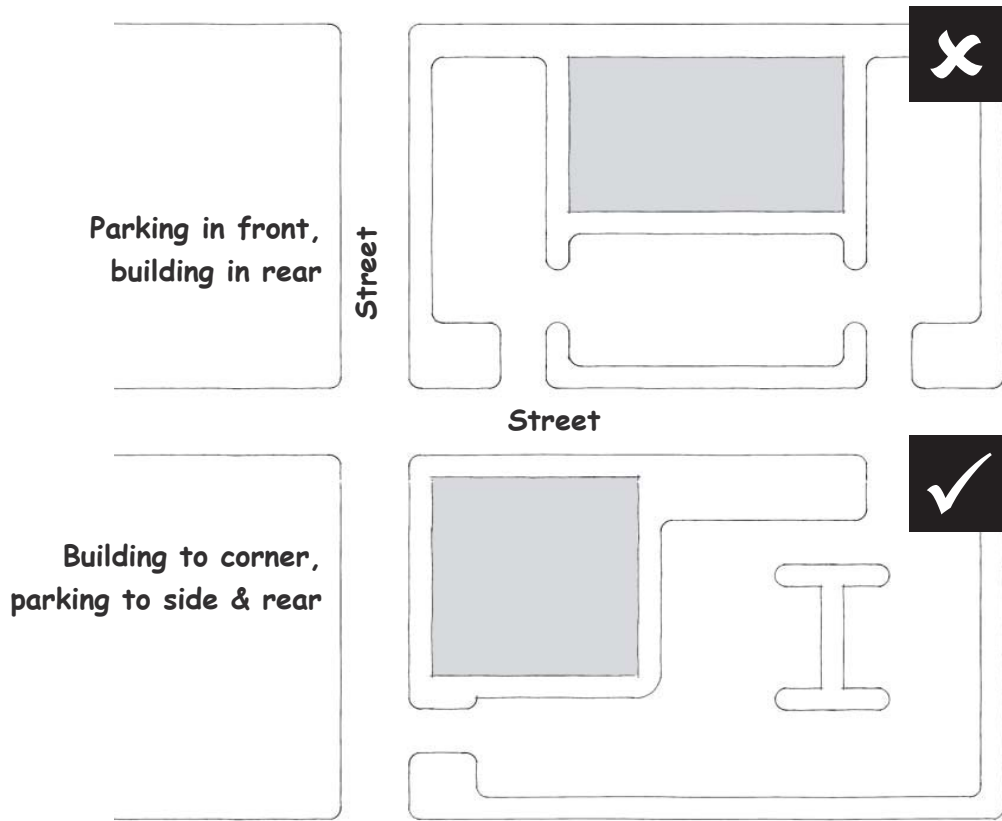 Parking in front,
building in rear
Street
Street
Building to corner,
parking to side & rear